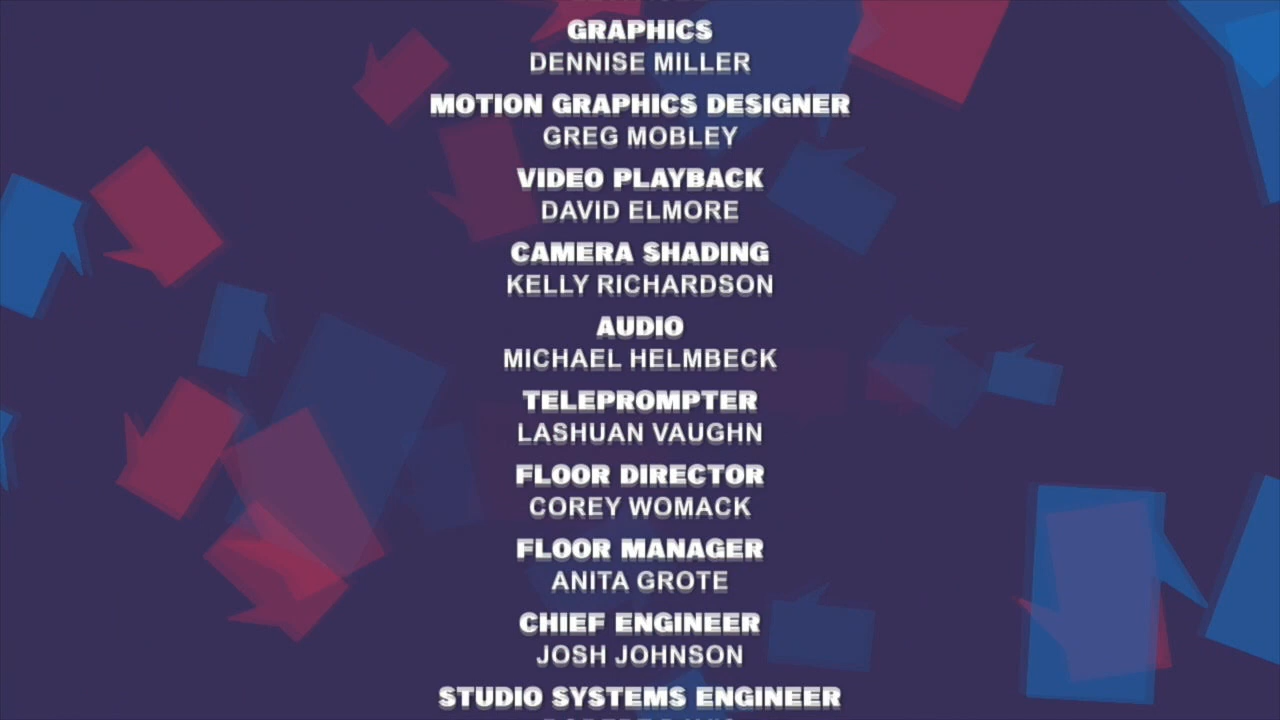 GRAPHICS
DENNISE MILLER
MOTION GRAPHICS DESIGNER
GREG MOBLEY
VIDEO PLAYBACK
DAVID ELMORE
CAMERA SHADING
KELLY RICHARDSON
AUDIO
MICHAEL HELMBECK
TELEPROMPTER
LASHUAN VAUGHN
FLOOR DIRECTOR
COREY WOMACK
FLOOR MANAGER
ANITA GROTE
CHIEF ENGINEER
JOSH JOHNSON
STUDIO SYSTEMS ENGINEER